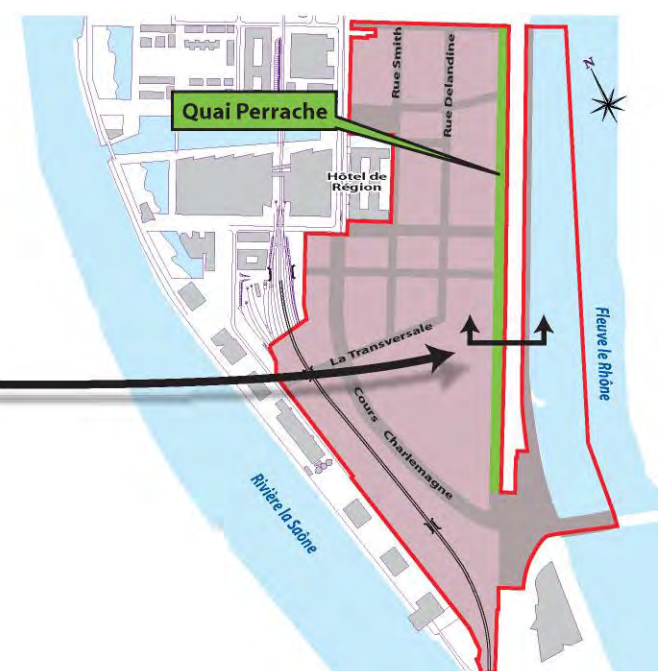 Rue Smith
Rue Delandine
Quai Perrache
N
Hôtel de
Région
La Transversale
Fleuve le Rhône
Cours Charlemagne
Rivière la Saône